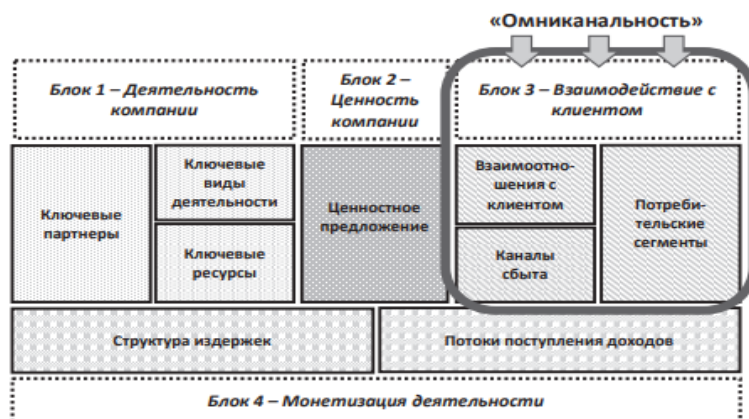 «Омниканальность»
Блок 1 – Деятельность
компании
Блок 2 –
Ценность
компании
Блок 3 – Взаимодействие с
клиентом
Ключевые
партнеры
Ключевые
виды
деятельности
Ключевые
ресурсы
Ценностное
предложение
Взаимоотно-
шения с
клиентом
Каналы
сбыта
Потреби-
тельские
сегменты
Структура издержек
Потоки поступления доходов
Блок 4 – Монетизация деятельности